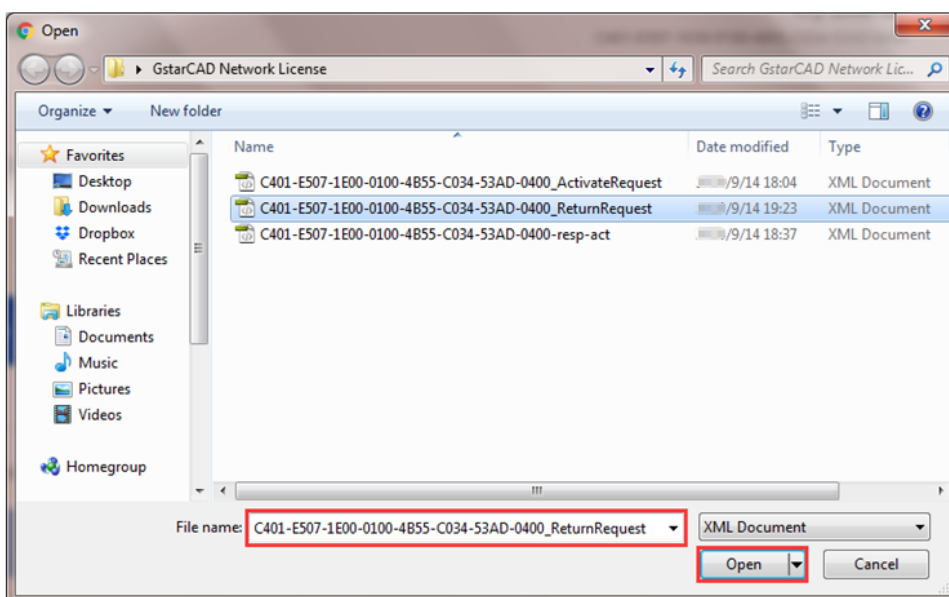 Open
GstarCAD Network License
Search GstarCAD Network Lic...
Organize
New folder
Name
Date modified
Type
Favorites
Desktop
Downloads
Dropbox
Recent Places
Libraries
Documents
Music
Pictures
Videos
Homegroup
C401-E507-1E00-0100-4B55-C034-53AD-0400_ActivateRequest /9/14 18:04 XML Document
C401-E507-1E00-0100-4B55-C034-53AD-0400_ReturnRequest /9/14 19:23 XML Document
C401-E507-1E00-0100-4B55-C034-53AD-0400-resp-act /9/14 18:37 XML Document
File name: C401-E507-1E00-0100-4B55-C034-53AD-0400_ReturnRequest
XML Document
Open
Cancel